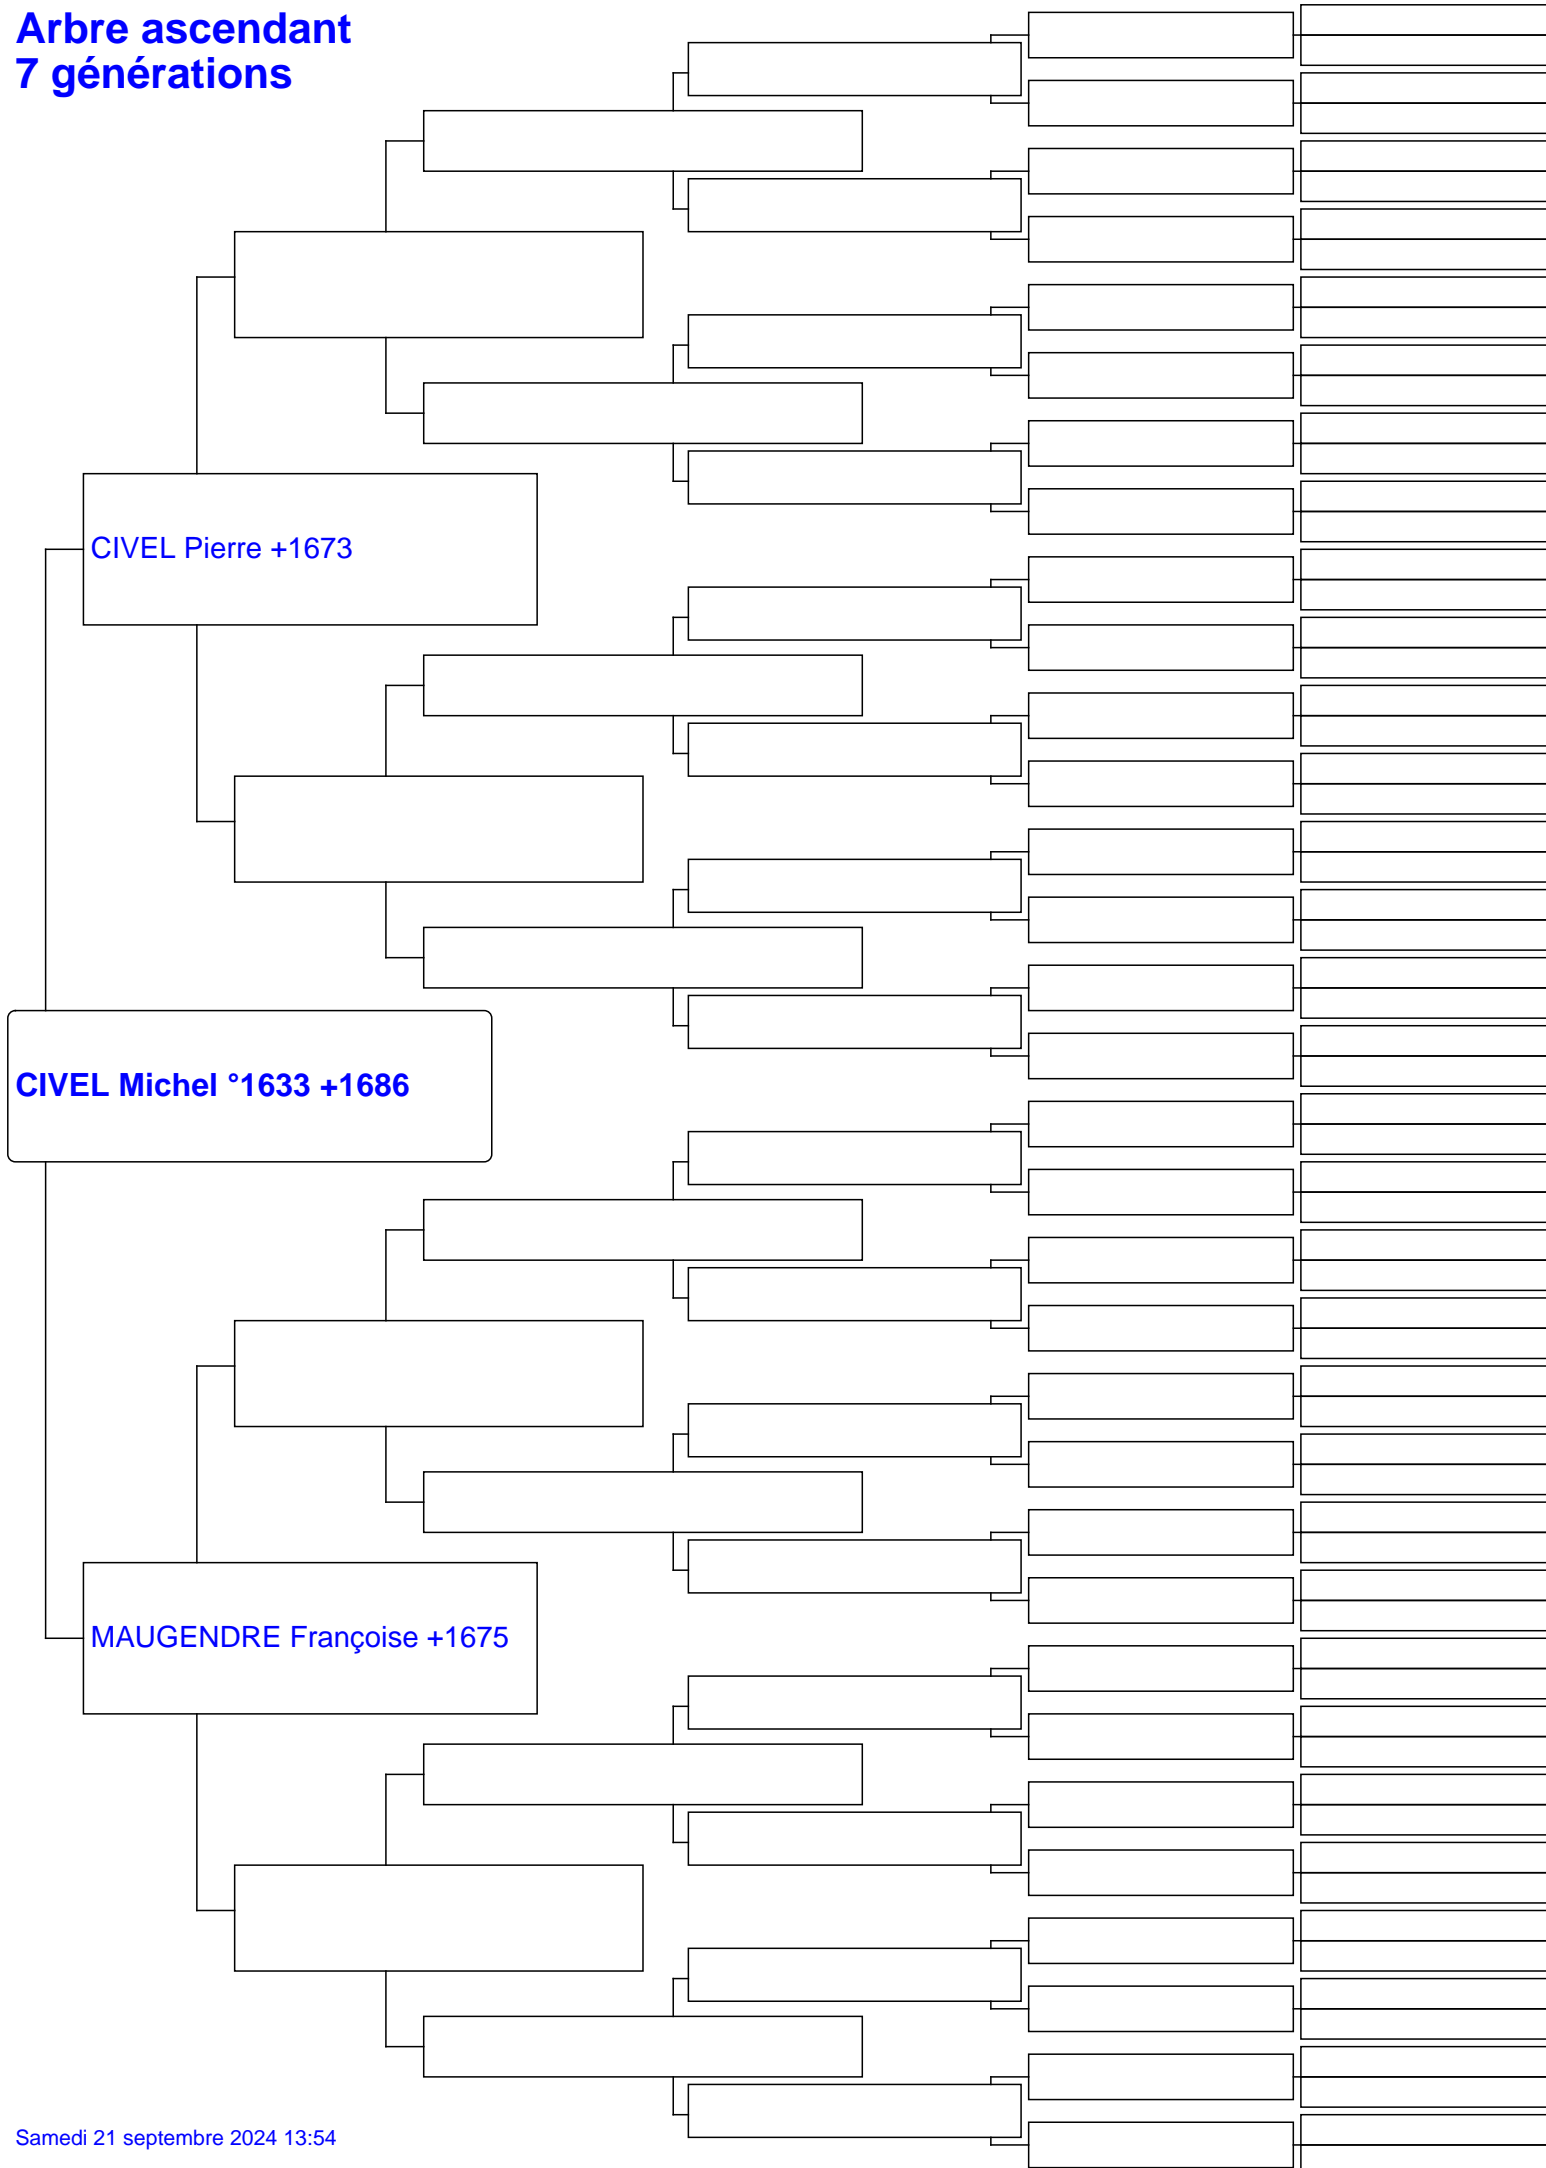 Arbre ascendant
7 générations
CIVEL Pierre +1673
CIVEL Michel °1633 +1686
MAUGENDRE Françoise +1675
Samedi 21 septembre 2024 13:54